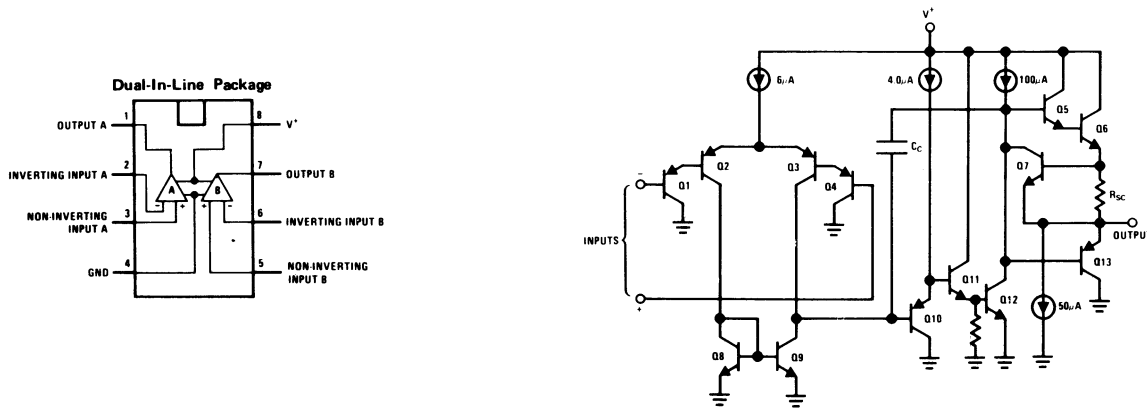 Dual-In-Line Package
1
OUTPUT A
8
V+
2
INVERTING INPUT A
7
OUTPUT B
A
B
- +
+ -
3
NON-INVERTING
INPUT A
6
INVERTING INPUT B
4
GND
5
NON-INVERTING
INPUT B
V+
6µA
4.0µA
100µA
Q5
Q6
Q2
Q3
CC
Q7
Q1
Q4
RSC
-
INPUTS
OUTPUT
+
Q11
Q13
Q10
Q12
50µA
Q8
Q9